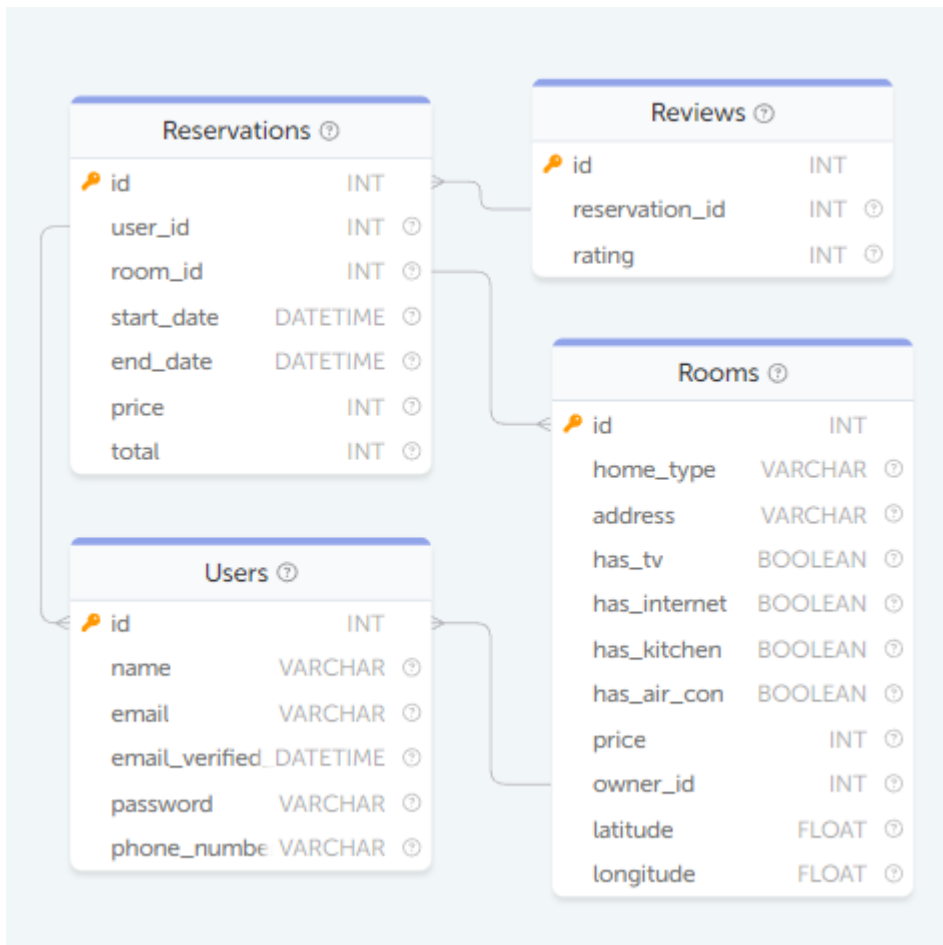 Reservations
id INT
user_id INT
room_id INT
start_date DATETIME
end_date DATETIME
price INT
total INT
Reviews
id INT
reservation_id INT
rating INT
Users
id INT
name VARCHAR
email VARCHAR
email_verified_ DATETIME
password VARCHAR
phone_numbe VARCHAR
Rooms
id INT
home_type VARCHAR
address VARCHAR
has_tv BOOLEAN
has_internet BOOLEAN
has_kitchen BOOLEAN
has_air_con BOOLEAN
price INT
owner_id INT
latitude FLOAT
longitude FLOAT